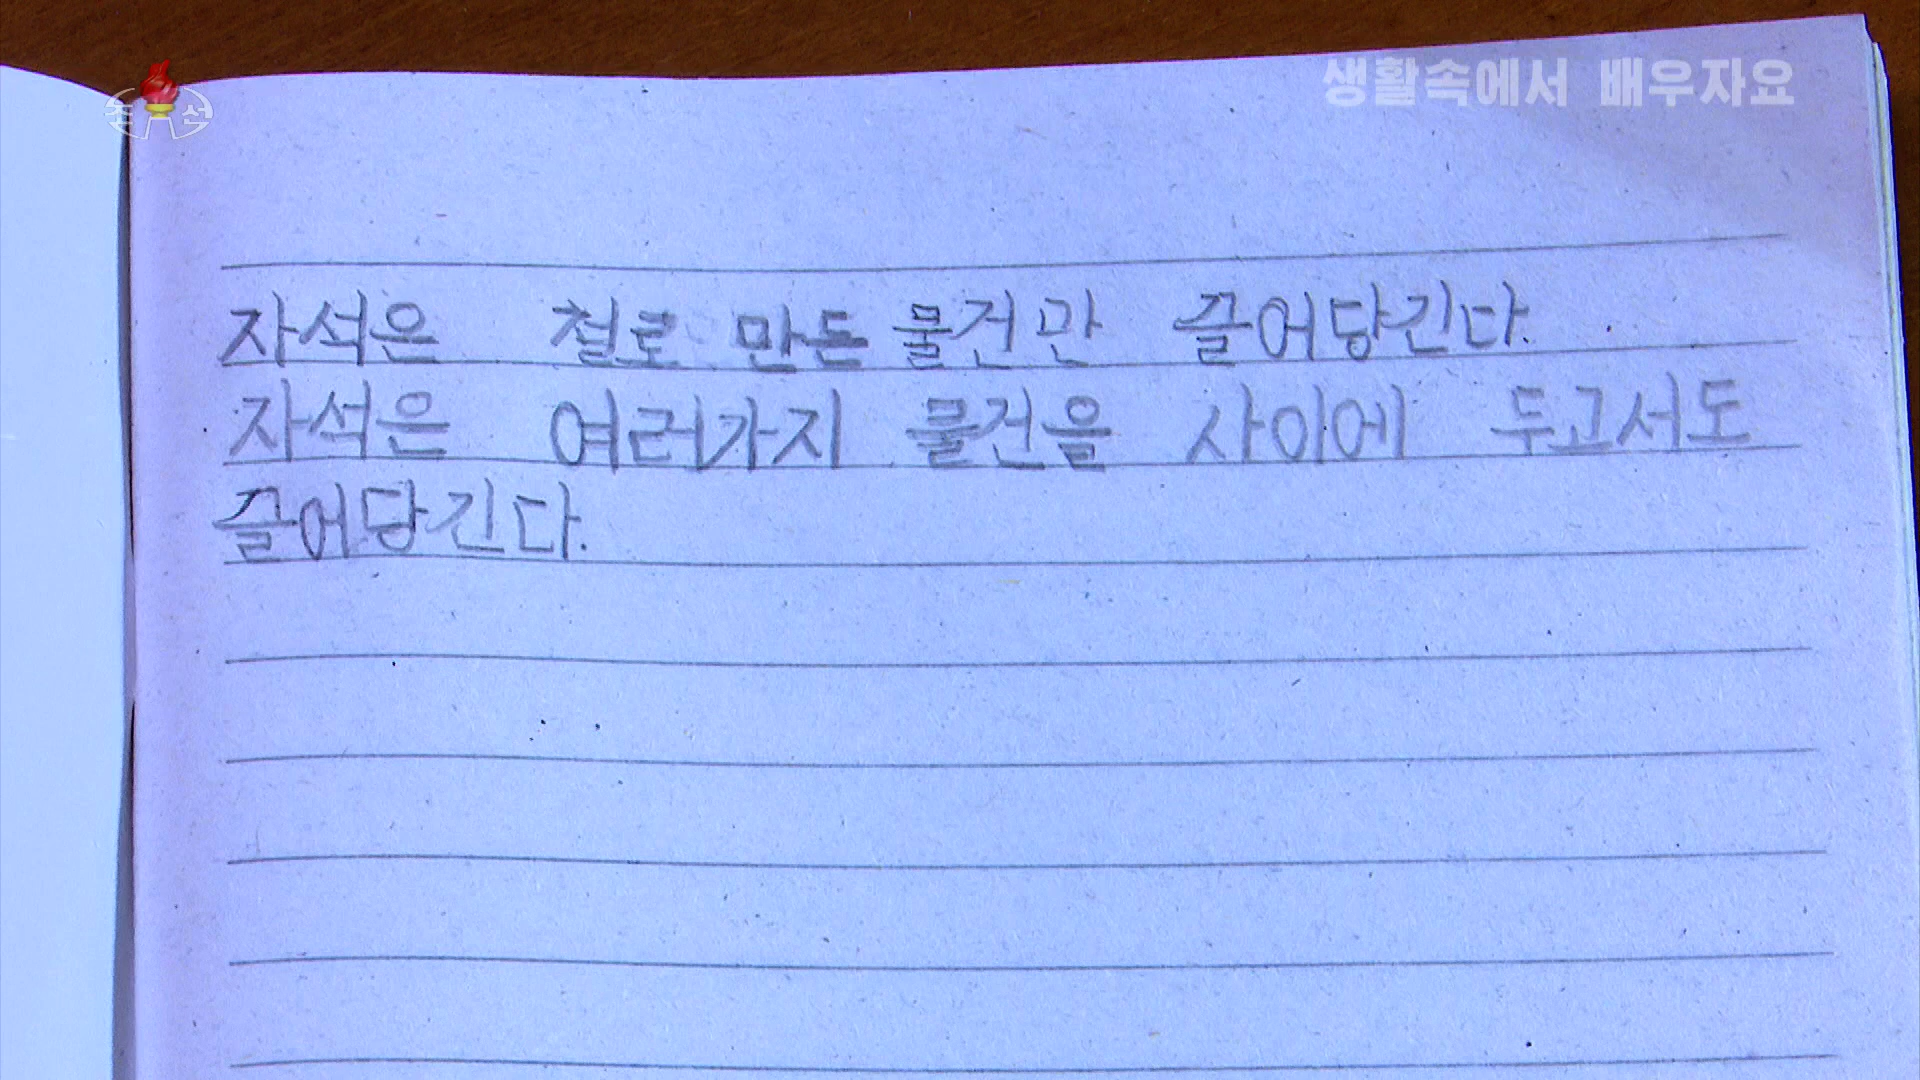 조선
생활속에서 배우자요
자석은 철로 만든 물건만 끌어당긴다.
자석은 여러가지 물건을 사이에 두고서도
끌어당긴다.